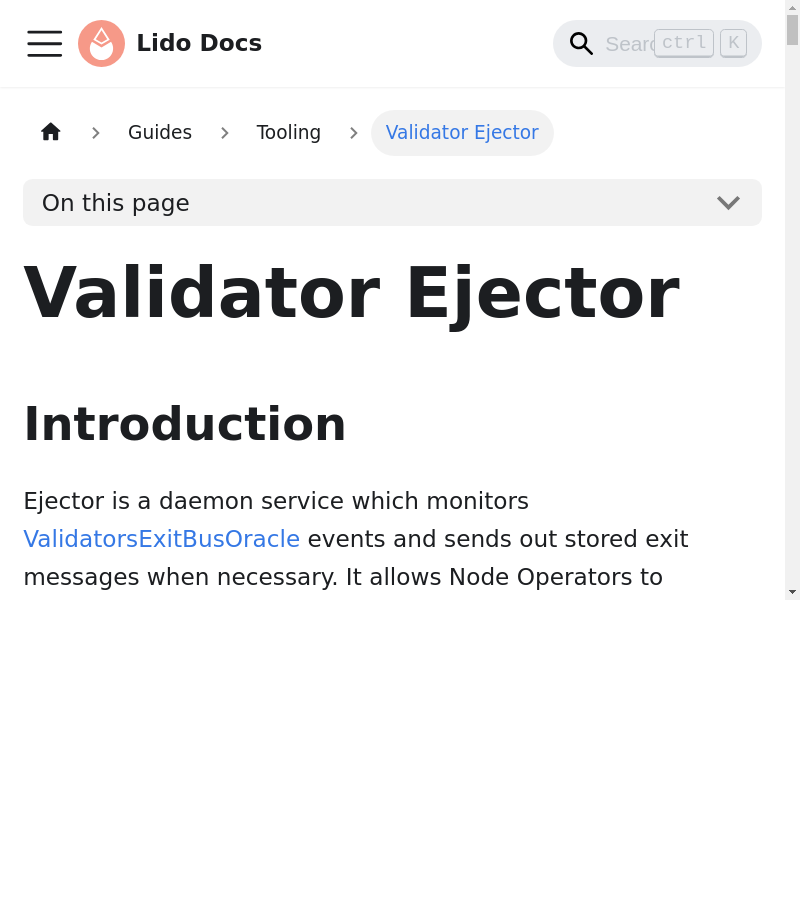 Lido Docs
Search ctrl K
Guides
Tooling
Validator Ejector
On this page
Validator Ejector
Introduction
Ejector is a daemon service which monitors
ValidatorsExitBusOracle events and sends out stored exit
messages when necessary. It allows Node Operators to